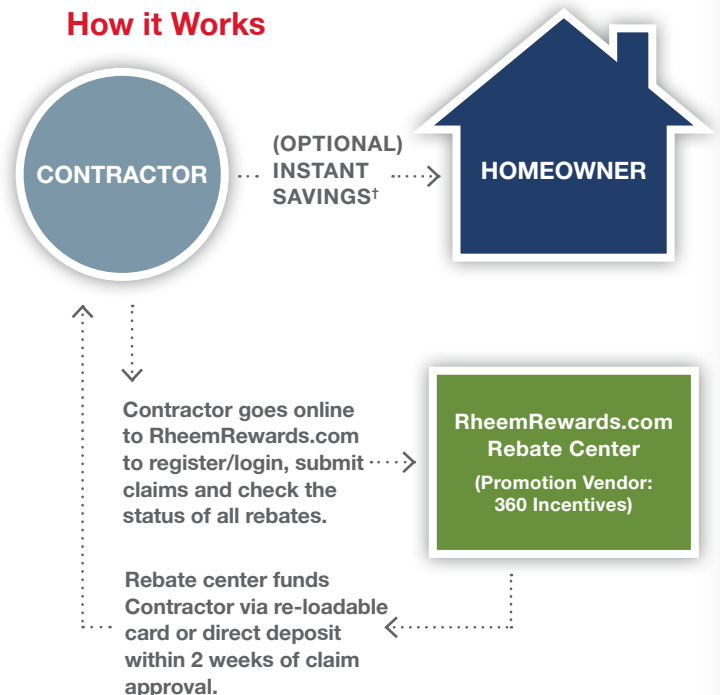 How it Works
CONTRACTOR
(OPTIONAL)
INSTANT
SAVINGS†
HOMEOWNER
Contractor goes online
to RheemRewards.com
to register/login, submit
claims and check the
status of all rebates.
RheemRewards.com
Rebate Center
(Promotion Vendor:
360 Incentives)
Rebate center funds
Contractor via re-loadable
card or direct deposit
within 2 weeks of claim
approval.